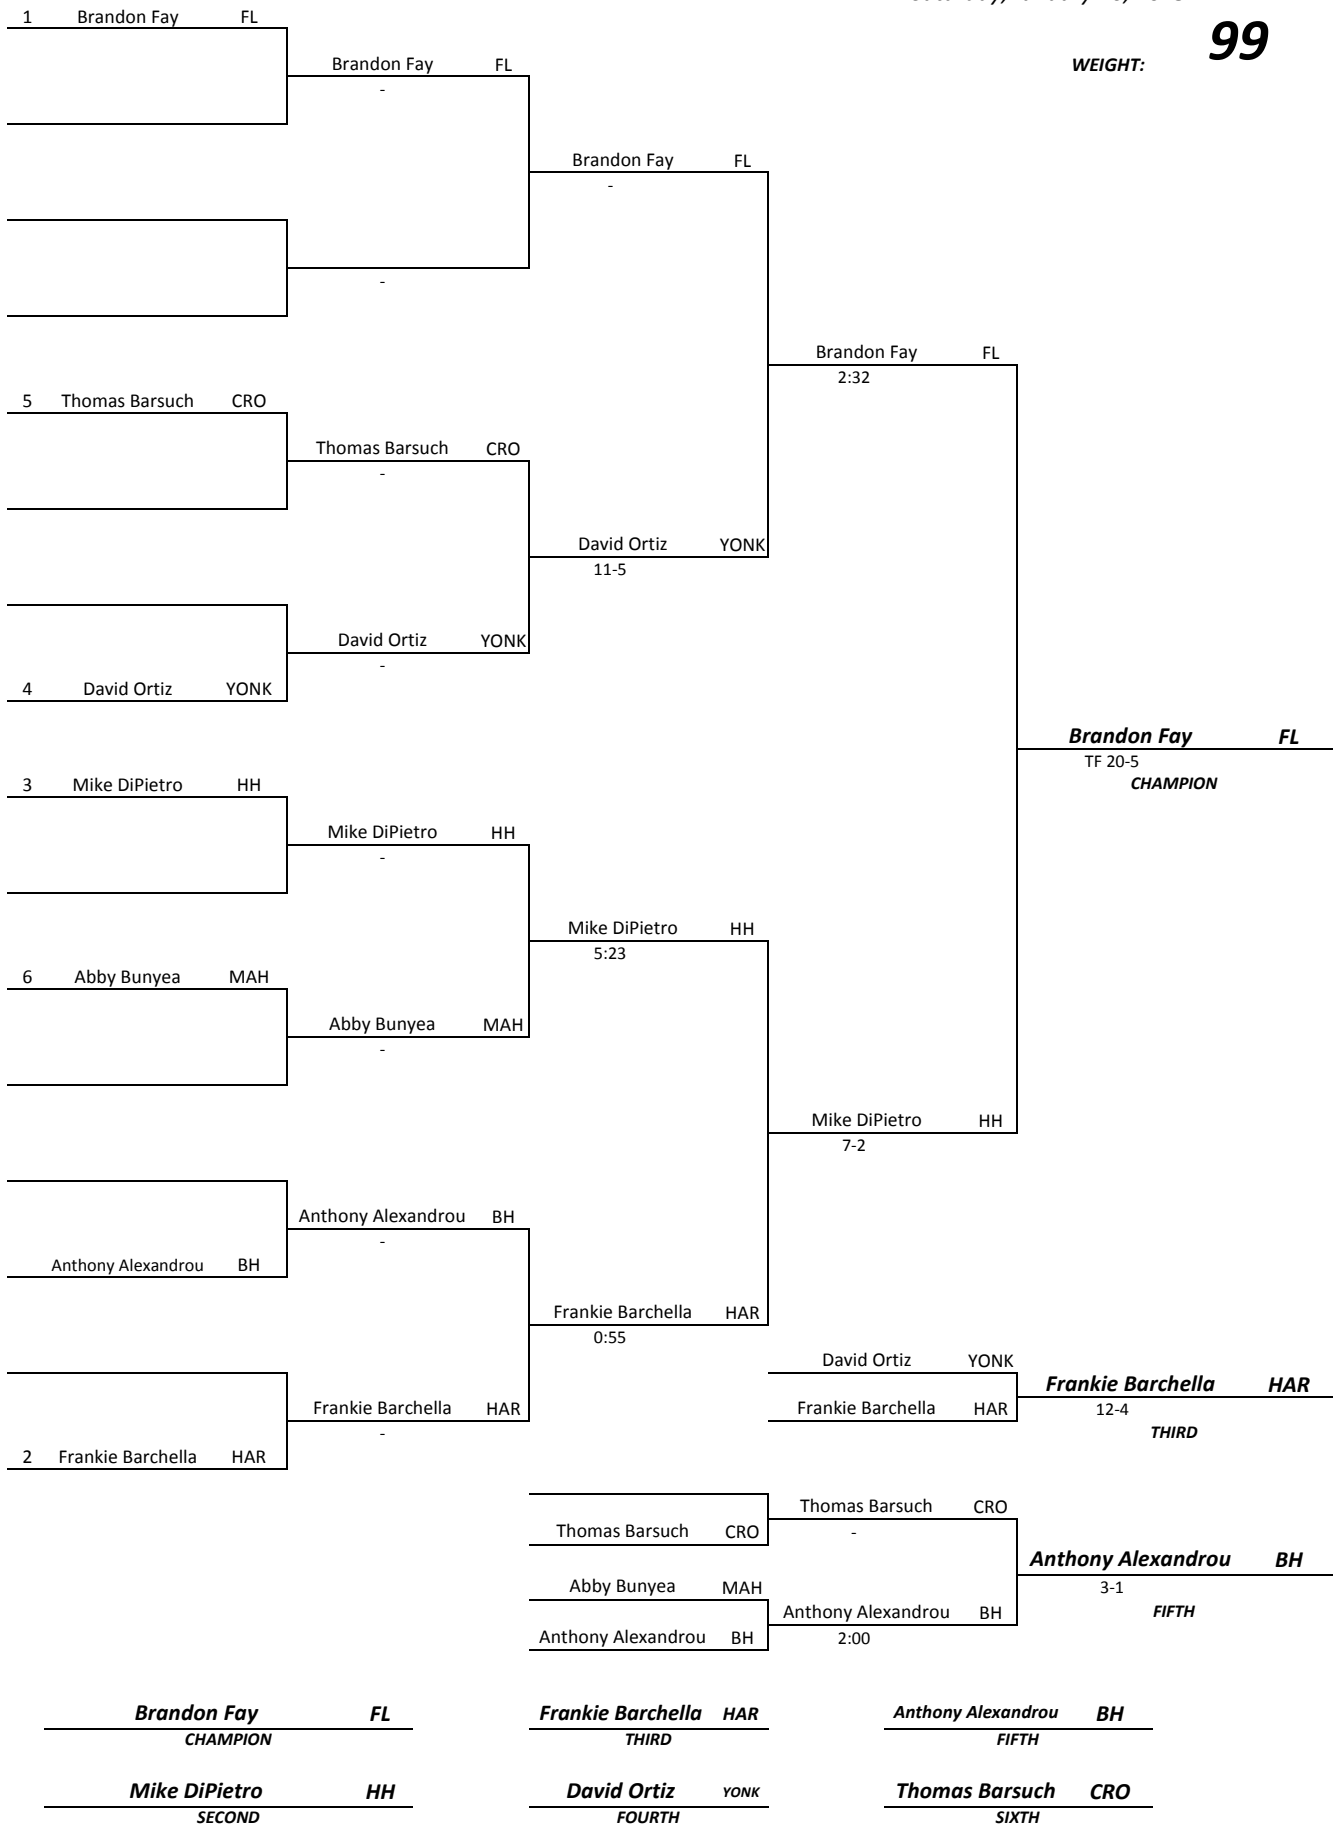 1 Brandon Fay FL
99
WEIGHT:
Brandon Fay FL
-
Brandon Fay FL
-
-
Brandon Fay FL
2:32
5 Thomas Barsuch CRO
Thomas Barsuch CRO
-
David Ortiz YONK
11-5
David Ortiz YONK
-
4 David Ortiz YONK
Brandon Fay FL
TF 20-5
CHAMPION
3 Mike DiPietro HH
Mike DiPietro HH
-
Mike DiPietro HH
5:23
6 Abby Bunyea MAH
Abby Bunyea MAH
-
Mike DiPietro HH
7-2
Anthony Alexandrou BH
-
Anthony Alexandrou BH
Frankie Barchella HAR
0:55
David Ortiz YONK
Frankie Barchella HAR
12-4
THIRD
Frankie Barchella HAR
-
Frankie Barchella HAR
2 Frankie Barchella HAR
Thomas Barsuch CRO
-
Thomas Barsuch CRO
Anthony Alexandrou BH
3-1
FIFTH
Abby Bunyea MAH
Anthony Alexandrou BH
2:00
Anthony Alexandrou BH
Brandon Fay FL Frankie Barchella HAR Anthony Alexandrou BH
CHAMPION THIRD FIFTH
Mike DiPietro HH David Ortiz YONK Thomas Barsuch CRO
SECOND FOURTH SIXTH